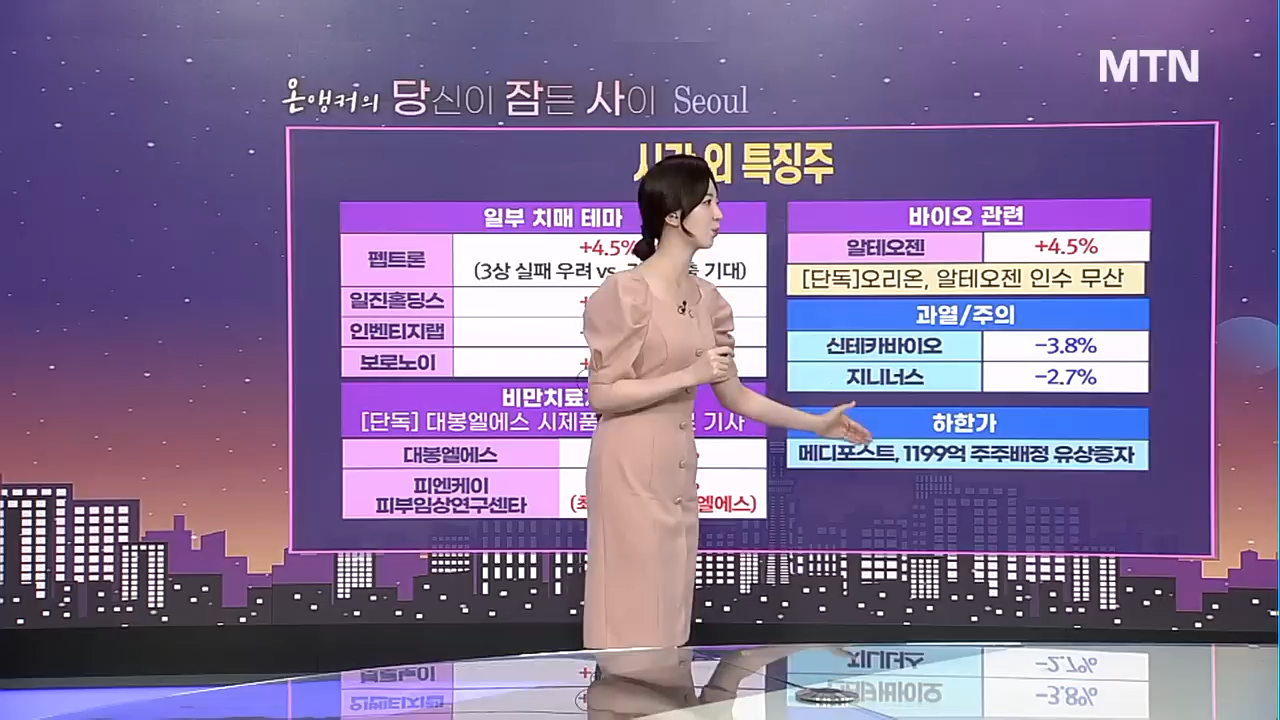 MTN
온앵커의 당신이 잠든 사이 Seoul
외 특징주
일부 치매 테마
펩트론
+4.5%
(3상 실패 우려 vs 기대)
일진홀딩스
인벤티지랩
보로노이
비만치료
[단독] 대봉엘에스 시제품 기사
대봉엘에스
피엔케이
피부임상연구센타
엘에스)
바이오 관련
알테오젠 +4.5%
[단독]오리온, 알테오젠 인수 무산
과열/주의
신테카바이오 -3.8%
지니너스 -2.7%
하한가
메디포스트, 1199억 주주배정 유상증자